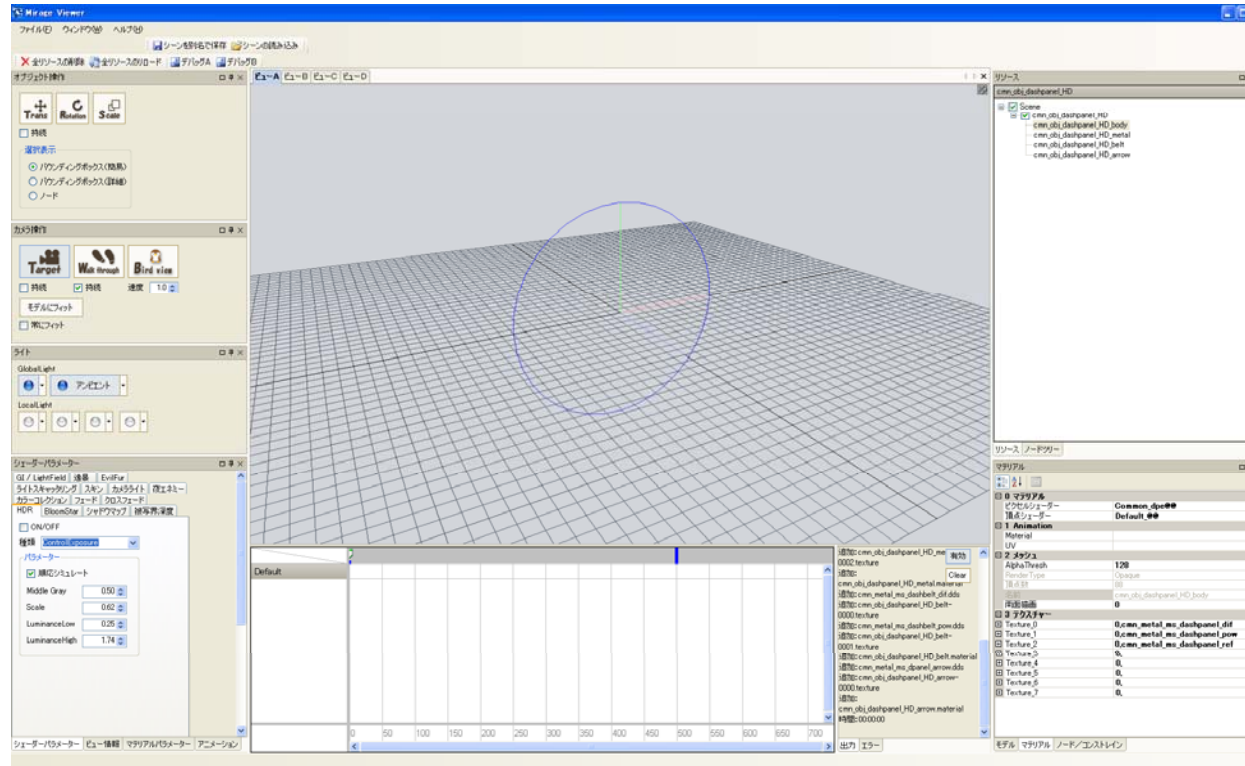 Mirage Viewer
ファイル(F) ウィンドウ(W) ヘルプ(H)
シーンを別名で保存 シーンの読み込み
全リソースの削除 全リソースのリロード デバッグA デバッグB
オブジェクト操作
Trans Rotation Scale
持続
選択表示
バウンディングボックス(簡易)
バウンディングボックス(詳細)
ノード
カメラ操作
Target Walk through Bird view
持続 持続 速度 1.0
モデルにフィット
常にフィット
ライト
GlobalLight
アンビエント
LocalLight
シェーダーパラメーター
GI / LightField 遠景 EvilFur
ライトスキャッタリング スキン カメラライト 夜エネミー
カラーコレクション フェード クロスフェード
HDR BloomStar シャドウマップ 被写界深度
ON/OFF
種類 ControlExposure
パラメーター
順応シミュレート
Middle Gray 0.50
Scale 0.62
LuminanceLow 0.25
LuminanceHigh 1.74
シェーダーパラメーター ビュー情報 マテリアルパラメーター アニメーション
ビュ-A ビュ-B ビュ-C ビュ-D
Default
0 50 100 150 200 250 300 350 400 450 500 550 600 650 700
追加:cmn_obj_dashpanel_HD_me
有効
0002.texture
追加:
Clear
cmn_obj_dashpanel_HD_metal.material
追加:cmn_metal_ms_dashbelt_dif.dds
追加:cmn_obj_dashpanel_HD_belt-
0000.texture
追加:cmn_metal_ms_dashbelt_pow.dds
追加:cmn_obj_dashpanel_HD_belt-
0001.texture
追加:cmn_obj_dashpanel_HD_belt.material
追加:cmn_metal_ms_dpanel_arrow.dds
追加:cmn_obj_dashpanel_HD_arrow-
0000.texture
追加:
cmn_obj_dashpanel_HD_arrow.material
時間:00:00:00
出力 エラー
リソース
cmn_obj_dashpanel_HD
Scene
cmn_obj_dashpanel_HD
cmn_obj_dashpanel_HD_body
cmn_obj_dashpanel_HD_metal
cmn_obj_dashpanel_HD_belt
cmn_obj_dashpanel_HD_arrow
リソース ノードツリー
マテリアル
0 マテリアル
ピクセルシェーダー Common_dpe@@
頂点シェーダー Default_@@
1 Animation
Material
UV
2 メッシュ
AlphaThresh 128
RenderType Opaque
頂点数 88
名前 cmn_obj_dashpanel_HD_body
両面描画 0
3 テクスチャー
Texture_0 0,cmn_metal_ms_dashpanel_dif
Texture_1 0,cmn_metal_ms_dashpanel_pow
Texture_2 0,cmn_metal_ms_dashpanel_ref
Texture_3 0,
Texture_4 0,
Texture_5 0,
Texture_6 0,
Texture_7 0,
モデル マテリアル ノード/コンストレイン